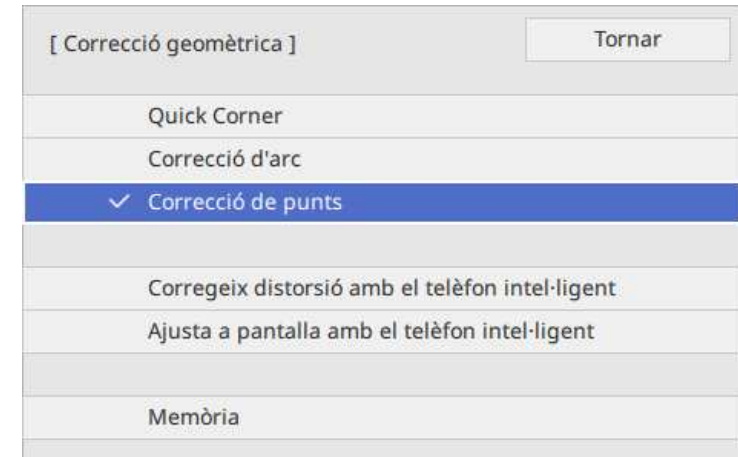 [ Correcció geomètrica ]
Tornar
Quick Corner
Correcció d'arc
Correcció de punts
Corregeix distorsió amb el telèfon intel·ligent
Ajusta a pantalla amb el telèfon intel·ligent
Memòria